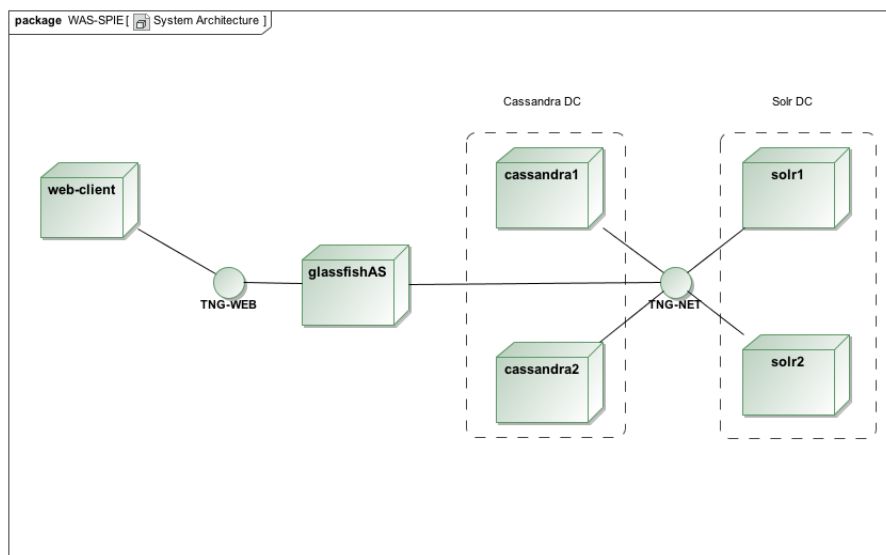 package WAS-SPIE [ System Architecture ]
Cassandra DC
Solr DC
web-client
cassandra1
solr1
glassfishAS
TNG-WEB
TNG-NET
cassandra2
solr2